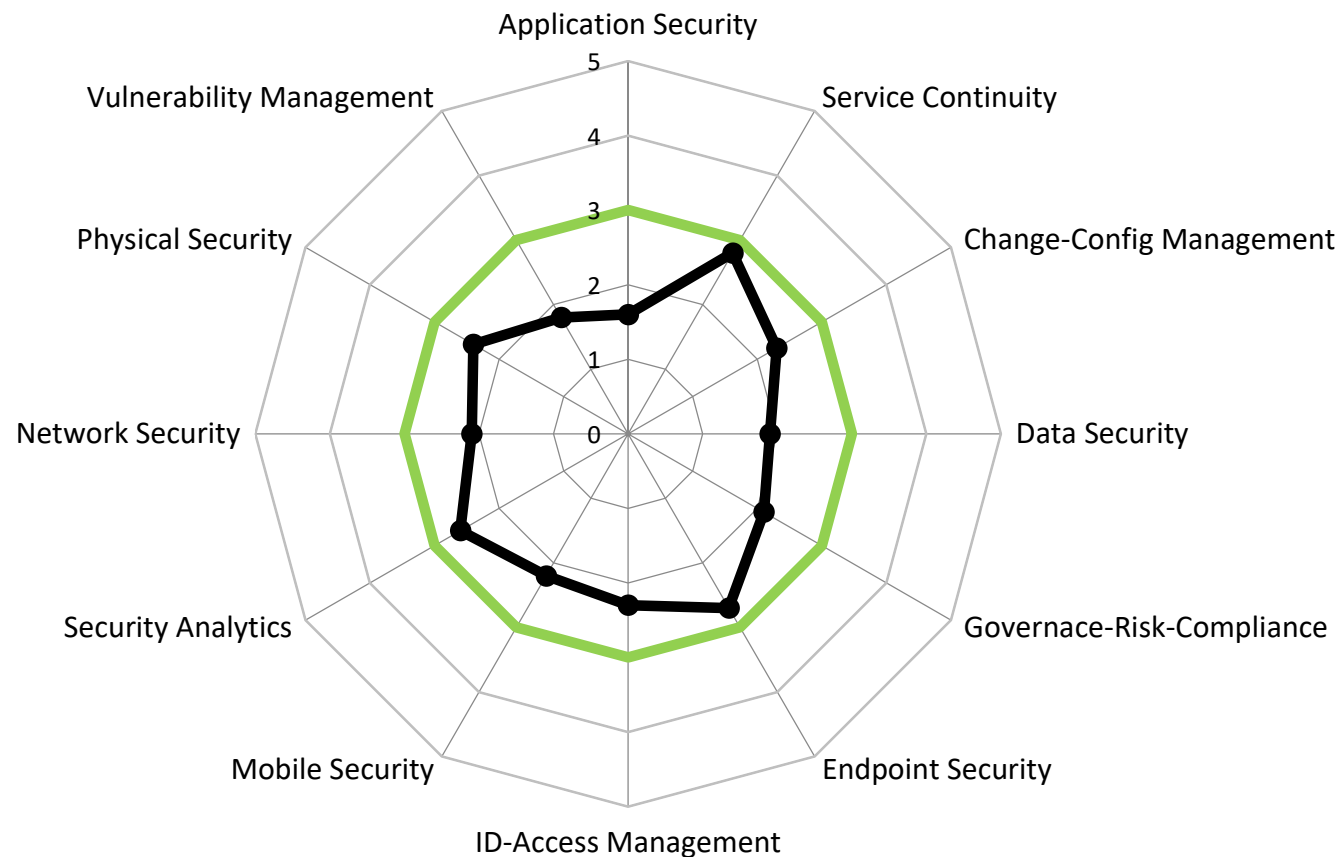 Application Security
5
Vulnerability Management
Service Continuity
4
3
Physical Security
Change-Config Management
2
1
Network Security
0
Data Security
Security Analytics
Governace-Risk-Compliance
Mobile Security
Endpoint Security
ID-Access Management